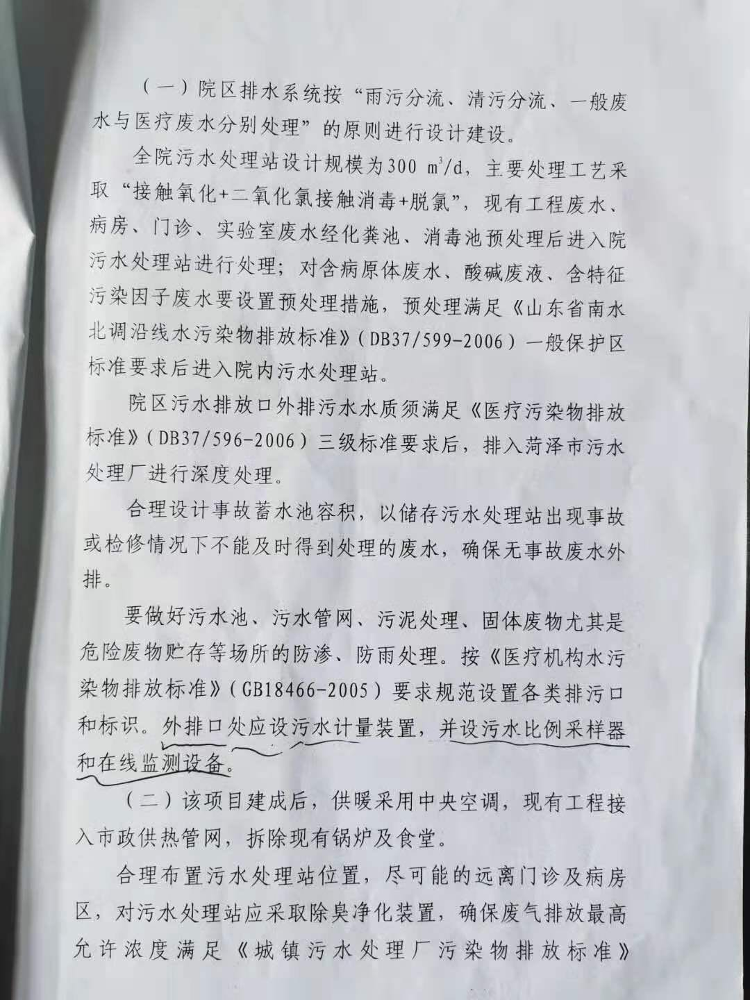 （一）院区排水系统按“雨污分流、清污分流、一般废
水与医疗废水分别处理”的原则进行设计建设。
全院污水处理站设计规模为300 m³/d，主要处理工艺采
取“接触氧化+二氧化氯接触消毒+脱氯”，现有工程废水、
病房、门诊、实验室废水经化粪池、消毒池预处理后进入院
污水处理站进行处理；对含病原体废水、酸碱废液、含特征
污染因子废水要设置预处理措施，预处理满足《山东省南水
北调沿线水污染物排放标准》（DB37/599-2006）一般保护区
标准要求后进入院内污水处理站。
院区污水排放口外排污水水质须满足《医疗污染物排放
标准》（DB37/596-2006）三级标准要求后，排入菏泽市污水
处理厂进行深度处理。
合理设计事故蓄水池容积，以储存污水处理站出现事故
或检修情况下不能及时得到处理的废水，确保无事故废水外
排。
要做好污水池、污水管网、污泥处理、固体废物尤其是
危险废物贮存等场所的防渗、防雨处理。按《医疗机构水污
染物排放标准》（GB18466-2005）要求规范设置各类排污口
和标识。外排口处应设污水计量装置，并设污水比例采样器
和在线监测设备。
（二）该项目建成后，供暖采用中央空调，现有工程接
入市政供热管网，拆除现有锅炉及食堂。
合理布置污水处理站位置，尽可能的远离门诊及病房
区，对污水处理站应采取除臭净化装置，确保废气排放最高
允许浓度满足《城镇污水处理厂污染物排放标准》